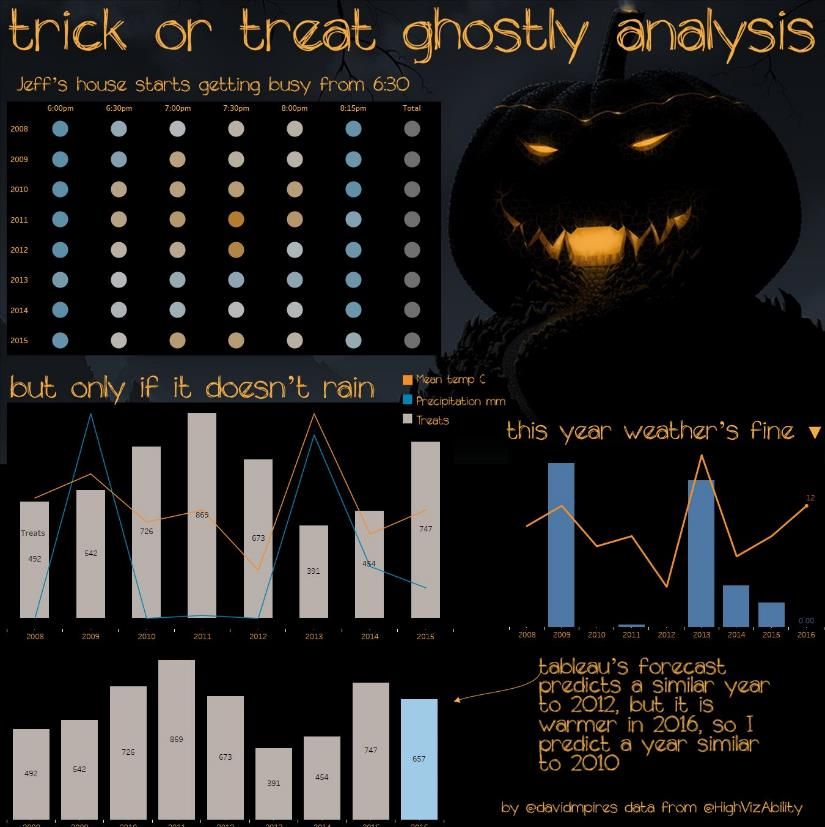 trick or treat ghostly analysis
Jeff's house starts getting busy from 6:30
6:00pm 6:30pm 7:00pm 7:30pm 8:00pm 8:15pm Total
2008
2009
2010
2011
2012
2013
2014
2015
but only if it doesn't rain
Mean temp C
Precipitation mm
Treats
Treats
492
542
726
869
673
391
454
747
2008 2009 2010 2011 2012 2013 2014 2015
this year weather's fine ▼
12
0.00
2008 2009 2010 2011 2012 2013 2014 2015 2016
492
542
726
869
673
391
454
747
657
tableau's forecast
predicts a similar year
to 2012, but it is
warmer in 2016, so I
predict a year similar
to 2010
by @davidmpires data from @HighVizAbility